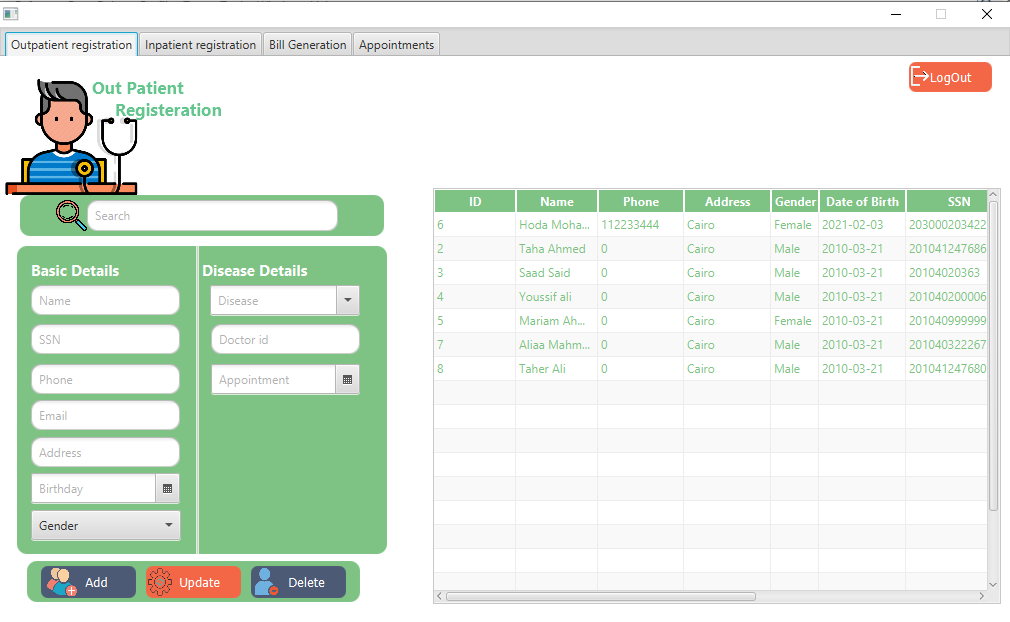 Outpatient registration Inpatient registration Bill Generation Appointments
Out Patient
Registeration
LogOut
Search
Basic Details
Name
SSN
Phone
Email
Address
Birthday
Gender
Disease Details
Disease
Doctor id
Appointment
Add Update Delete
ID Name Phone Address Gender Date of Birth SSN
6 Hoda Moha... 112233444 Cairo Female 2021-02-03 203000203422
2 Taha Ahmed 0 Cairo Male 2010-03-21 201041247686
3 Saad Said 0 Cairo Male 2010-03-21 20104020363
4 Youssif ali 0 Cairo Male 2010-03-21 201040200006
5 Mariam Ah... 0 Cairo Female 2010-03-21 201040999999
7 Aliaa Mahm... 0 Cairo Male 2010-03-21 201040322267
8 Taher Ali 0 Cairo Male 2010-03-21 201041247680